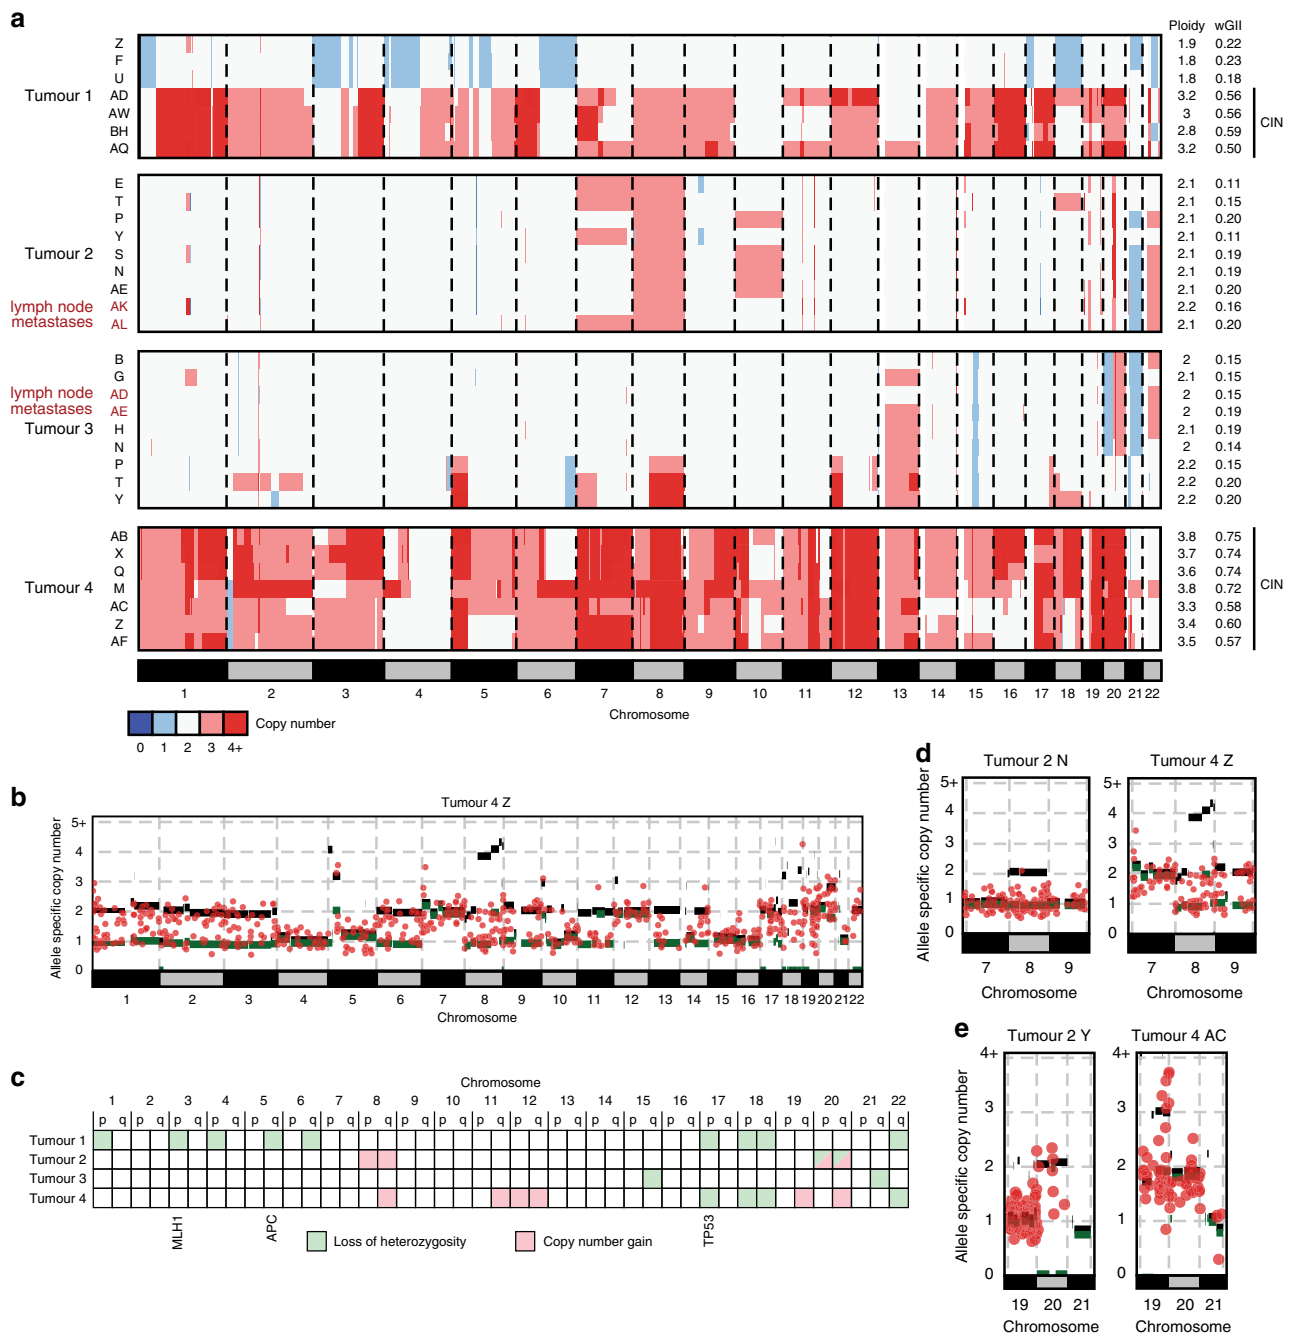 a
Ploidy wGII
Tumour 1
Z 1.9 0.22
F 1.8 0.23
U 1.8 0.18
AD 3.2 0.56
AW 3 0.56
BH 2.8 0.59
AQ 3.2 0.50
CIN
Tumour 2
lymph node
metastases
E 2.1 0.11
T 2.1 0.15
P 2.1 0.20
Y 2.1 0.11
S 2.1 0.19
N 2.1 0.19
AE 2.1 0.20
AK 2.2 0.16
AL 2.1 0.20
lymph node
metastases
Tumour 3
B 2 0.15
G 2.1 0.15
AD 2 0.15
AE 2 0.19
H 2.1 0.19
N 2 0.14
P 2.2 0.15
T 2.2 0.20
Y 2.2 0.20
Tumour 4
AB 3.8 0.75
X 3.7 0.74
Q 3.6 0.74
M 3.8 0.72
AC 3.3 0.58
Z 3.4 0.60
AF 3.5 0.57
CIN
1 2 3 4 5 6 7 8 9 10 11 12 13 14 15 16 17 18 19 20 21 22
Chromosome
Copy number
0 1 2 3 4+
b
Tumour 4 Z
Allele specific copy number
5+
4
3
2
1
0
1 2 3 4 5 6 7 8 9 10 11 12 13 14 15 16 17 18 19 20 21 22
Chromosome
c
Chromosome
1 2 3 4 5 6 7 8 9 10 11 12 13 14 15 16 17 18 19 20 21 22
p q p q p q p q p q p q p q p q p q p q p q p q q q p q p q p q p q p q p q p q q
Tumour 1
Tumour 2
Tumour 3
Tumour 4
MLH1
APC
TP53
Loss of heterozygosity
Copy number gain
d
Tumour 2 N
Tumour 4 Z
Allele specific copy number
5+
4
3
2
1
0
5+
4
3
2
1
0
7 8 9
7 8 9
Chromosome
Chromosome
e
Tumour 2 Y
Tumour 4 AC
Allele specific copy number
4+
3
2
1
0
4+
3
2
1
0
19 20 21
19 20 21
Chromosome
Chromosome